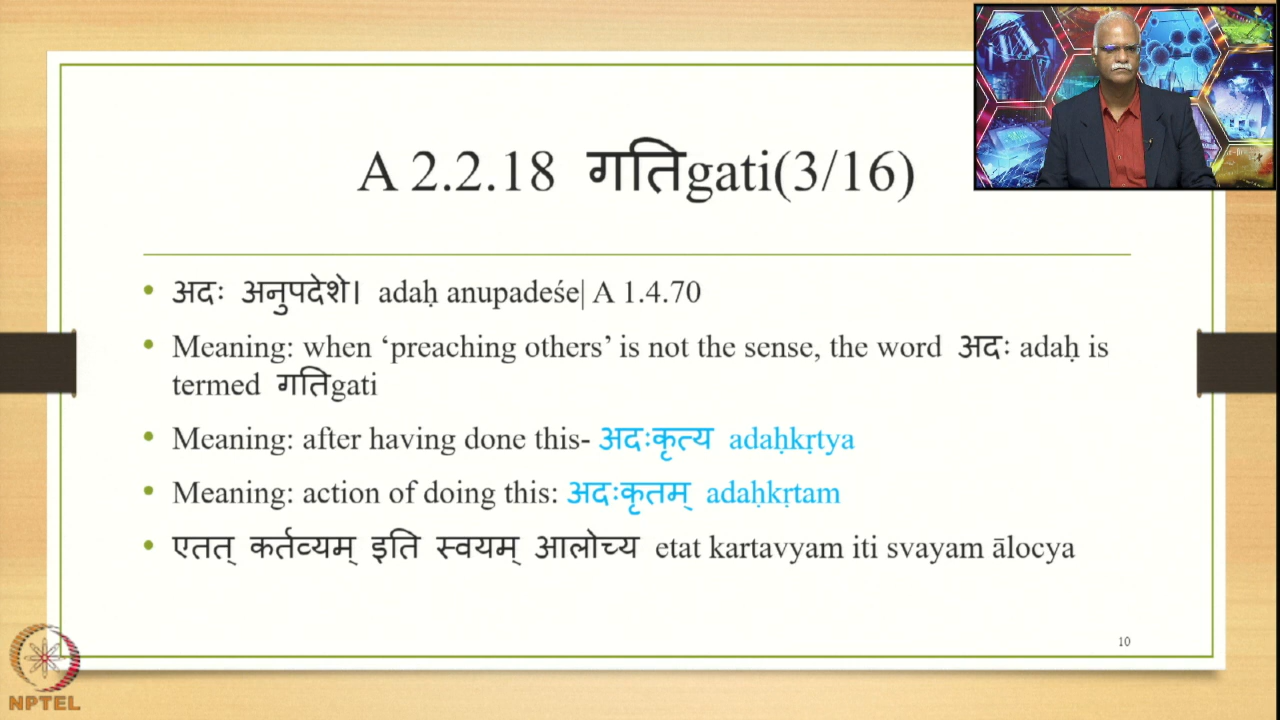 A 2.2.18 गतिgati(3/16)
अदः अनुपदेशे। adaḥ anupadeśe| A 1.4.70
Meaning: when ‘preaching others’ is not the sense, the word अदः adaḥ is
termed गतिgati
Meaning: after having done this- अदःकृत्य adaḥkṛtya
Meaning: action of doing this: अदःकृतम् adaḥkṛtam
एतत् कर्तव्यम् इति स्वयम् आलोच्य etat kartavyam iti svayam ālocya
10
NPTEL